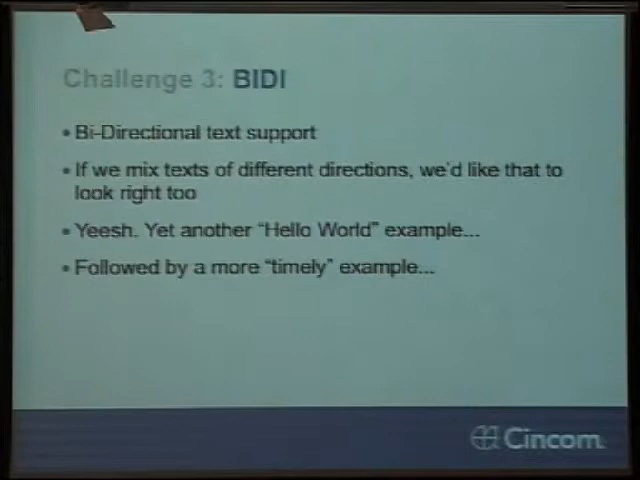 Challenge 3: BIDI
• Bi-Directional text support
• If we mix texts of different directions, we'd like that to
look right too
• Yeesh. Yet another “Hello World” example...
• Followed by a more “timely” example...
Cincom